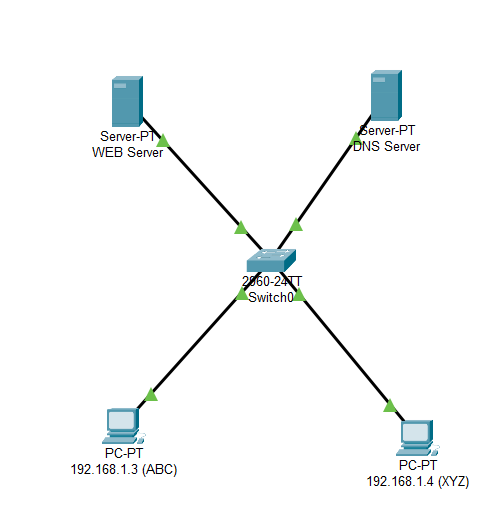 Server-PT
WEB Server
Server-PT
DNS Server
2960-24TT
Switch0
PC-PT
192.168.1.3 (ABC)
PC-PT
192.168.1.4 (XYZ)